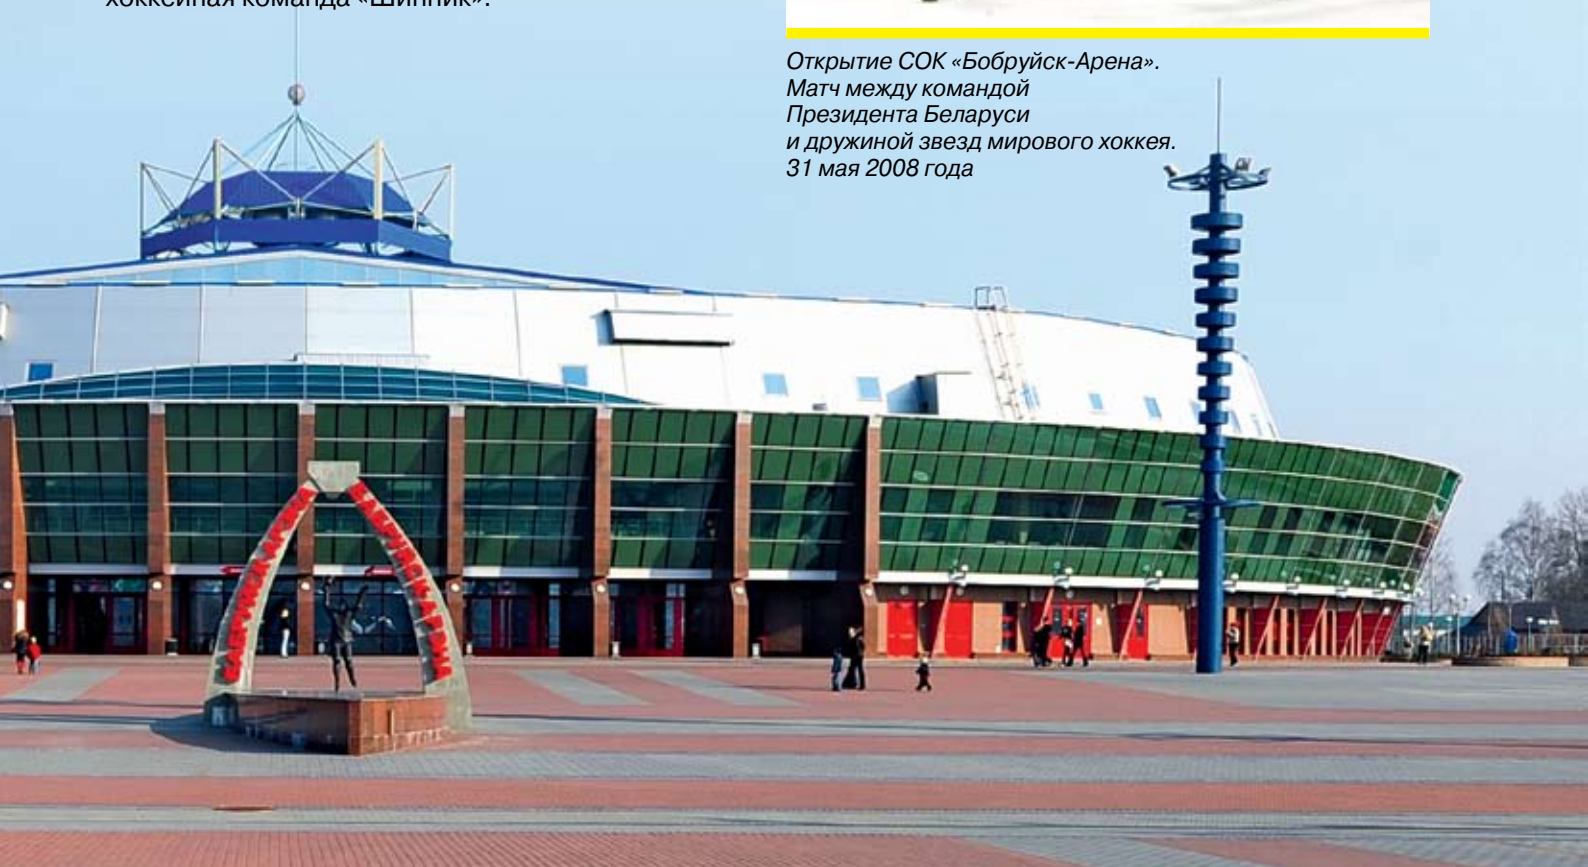 хоккейная команда «Шинник».
Открытие СОК «Бобруйск-Арена».
Матч между командой
Президента Беларуси
и дружиной звезд мирового хоккея.
31 мая 2008 года